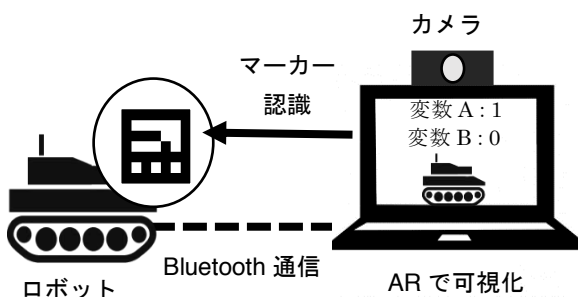 カメラ
マーカー
認識
変数 A : 1
変数 B : 0
Bluetooth 通信
ロボット
AR で可視化